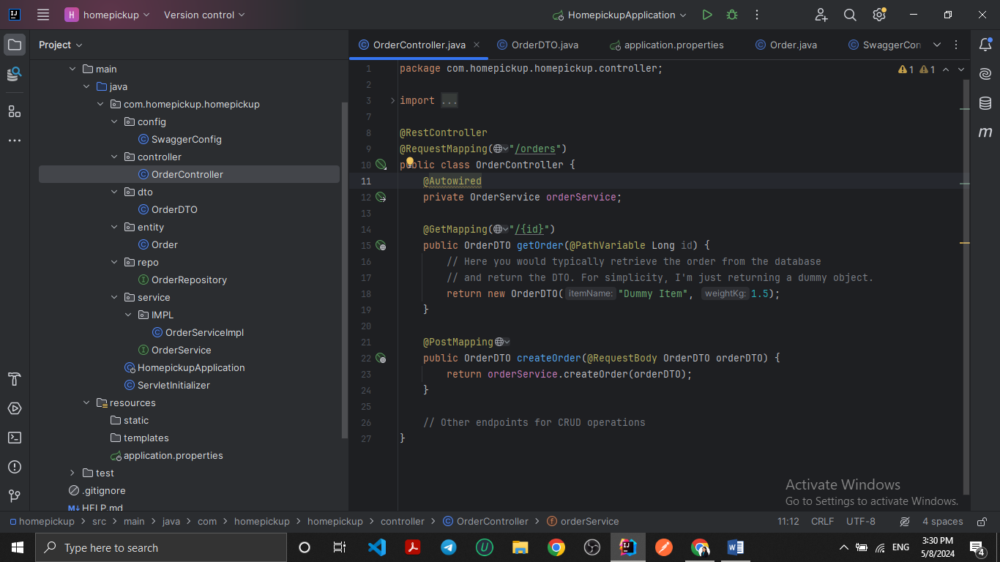 H homepickup Version control HomepickupApplication
Project
OrderController.java OrderDTO.java application.properties Order.java SwaggerCon
main
java
com.homepickup.homepickup
config
SwaggerConfig
controller
OrderController
dto
OrderDTO
entity
Order
repo
OrderRepository
service
IMPL
OrderServiceImpl
OrderService
HomepickupApplication
ServletInitializer
resources
static
templates
application.properties
test
.gitignore
HELP.md
1 package com.homepickup.homepickup.controller;
2
3 import ...
7
8 @RestController
9 @RequestMapping("/orders")
10 public class OrderController {
11 @Autowired
12 private OrderService orderService;
13
14 @GetMapping("/{id}")
15 public OrderDTO getOrder(@PathVariable Long id) {
16 // Here you would typically retrieve the order from the database
17 // and return the DTO. For simplicity, I'm just returning a dummy object.
18 return new OrderDTO( itemName: "Dummy Item", weightKg: 1.5);
19 }
20
21 @PostMapping
22 public OrderDTO createOrder(@RequestBody OrderDTO orderDTO) {
23 return orderService.createOrder(orderDTO);
24 }
25
26 // Other endpoints for CRUD operations
27 }
1 1
m
Activate Windows
Go to Settings to activate Windows.
homepickup > src > main > java > com > homepickup > homepickup > controller > OrderController > orderService 11:12 CRLF UTF-8 4 spaces
Type here to search
ENG
3:30 PM
5/8/2024
4